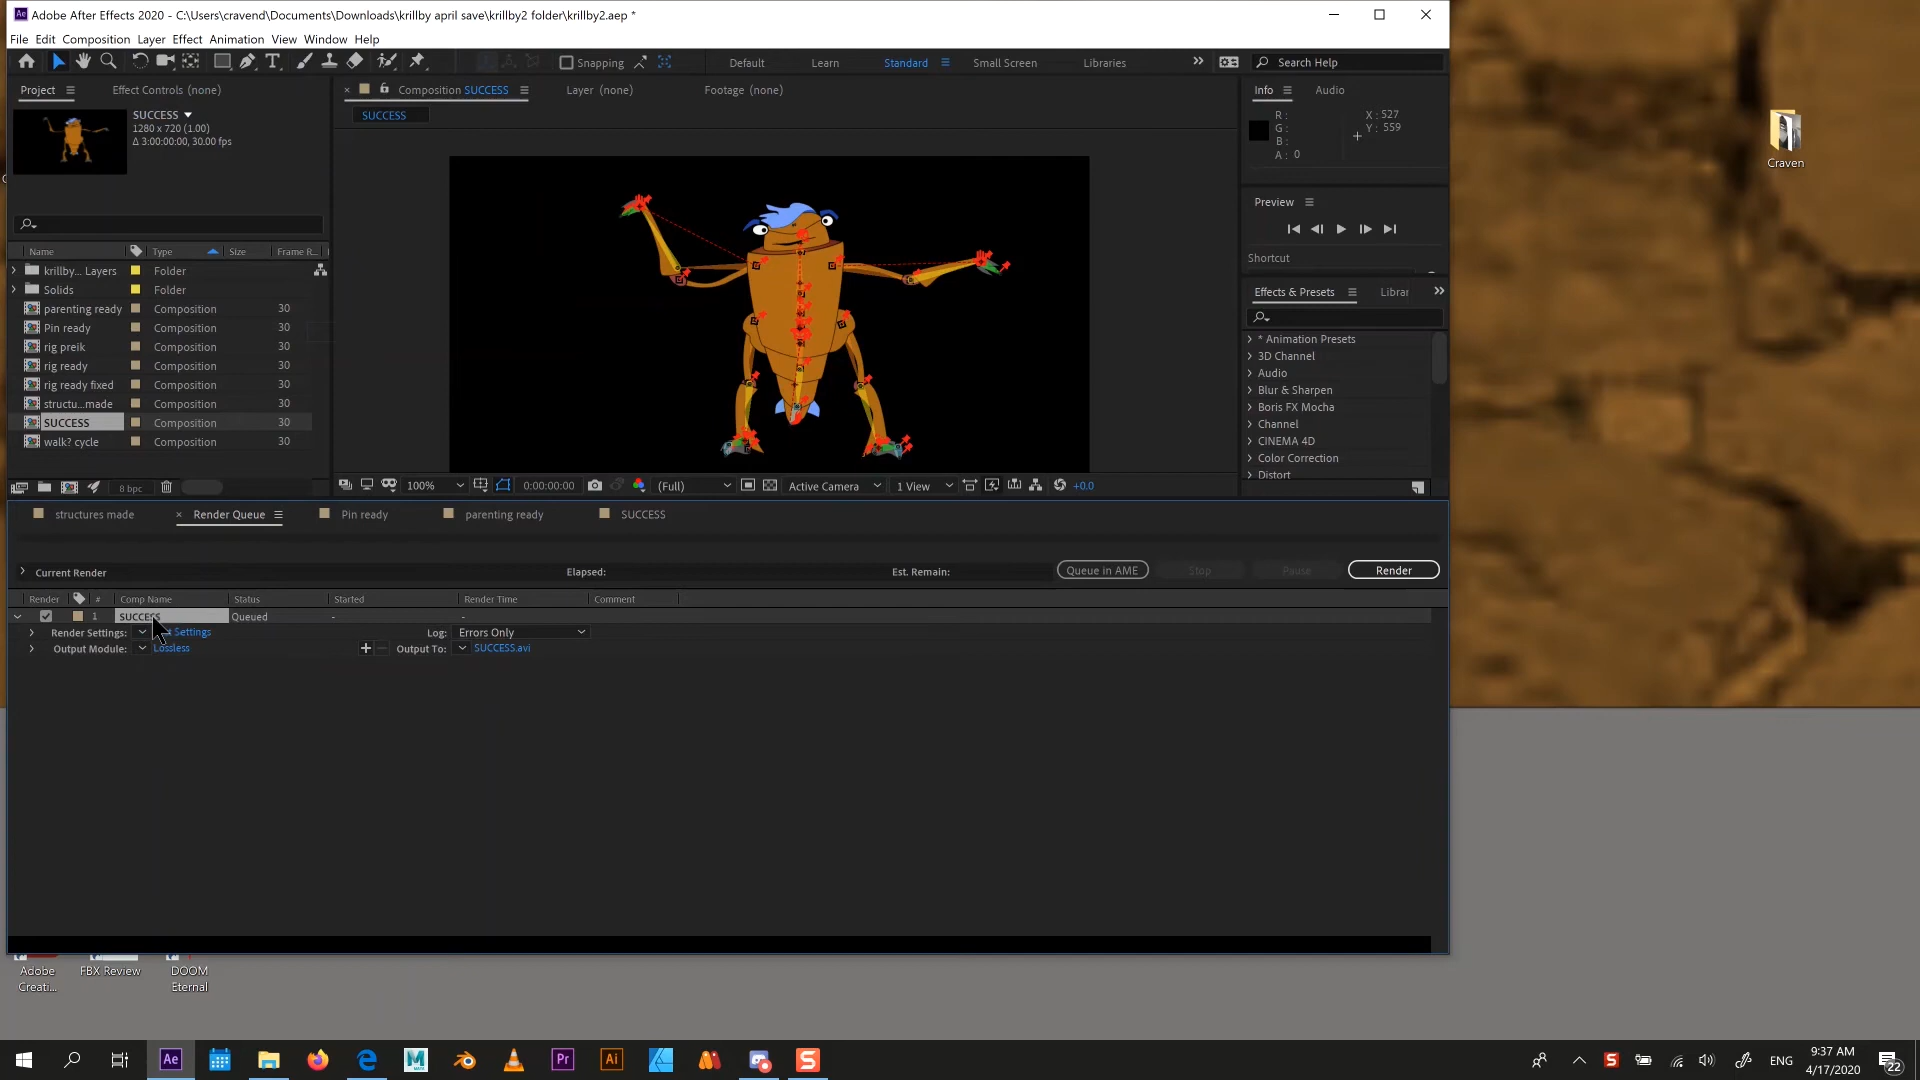 Adobe After Effects 2020 - C:\Users\cravend\Documents\Downloads\krillby april save\krillby2 folder\krillby2.aep *
File Edit Composition Layer Effect Animation View Window Help
Snapping Default Learn Standard Small Screen Libraries Search Help
Project Effect Controls (none) Composition SUCCESS Layer (none) Footage (none) Info Audio
SUCCESS
1280 x 720 (1.00)
Δ 3:00:00:00, 30.00 fps
SUCCESS
R :
G :
B :
A : 0
X : 527
Y : 559
Craven
Preview
Shortcut
Name Type Size Frame R...
krillby... Layers Folder
Solids Folder
parenting ready Composition 30
Pin ready Composition 30
rig preik Composition 30
rig ready Composition 30
rig ready fixed Composition 30
structu...made Composition 30
SUCCESS Composition 30
walk? cycle Composition 30
8 bpc
Effects & Presets Librar
* Animation Presets
3D Channel
Audio
Blur & Sharpen
Boris FX Mocha
Channel
CINEMA 4D
Color Correction
Distort
100% 0:00:00:00 (Full) Active Camera 1 View +0.0
structures made Render Queue Pin ready parenting ready SUCCESS
Current Render Elapsed: Est. Remain: Queue in AME Stop Pause Render
Render # Comp Name Status Started Render Time Comment
1 SUCCESS Queued - -
Render Settings: Settings Log: Errors Only
Output Module: Lossless Output To: SUCCESS.avi
Adobe Creati...
FBX Review
DOOM Eternal
Ae Pr Ai S
ENG
9:37 AM
4/17/2020
22